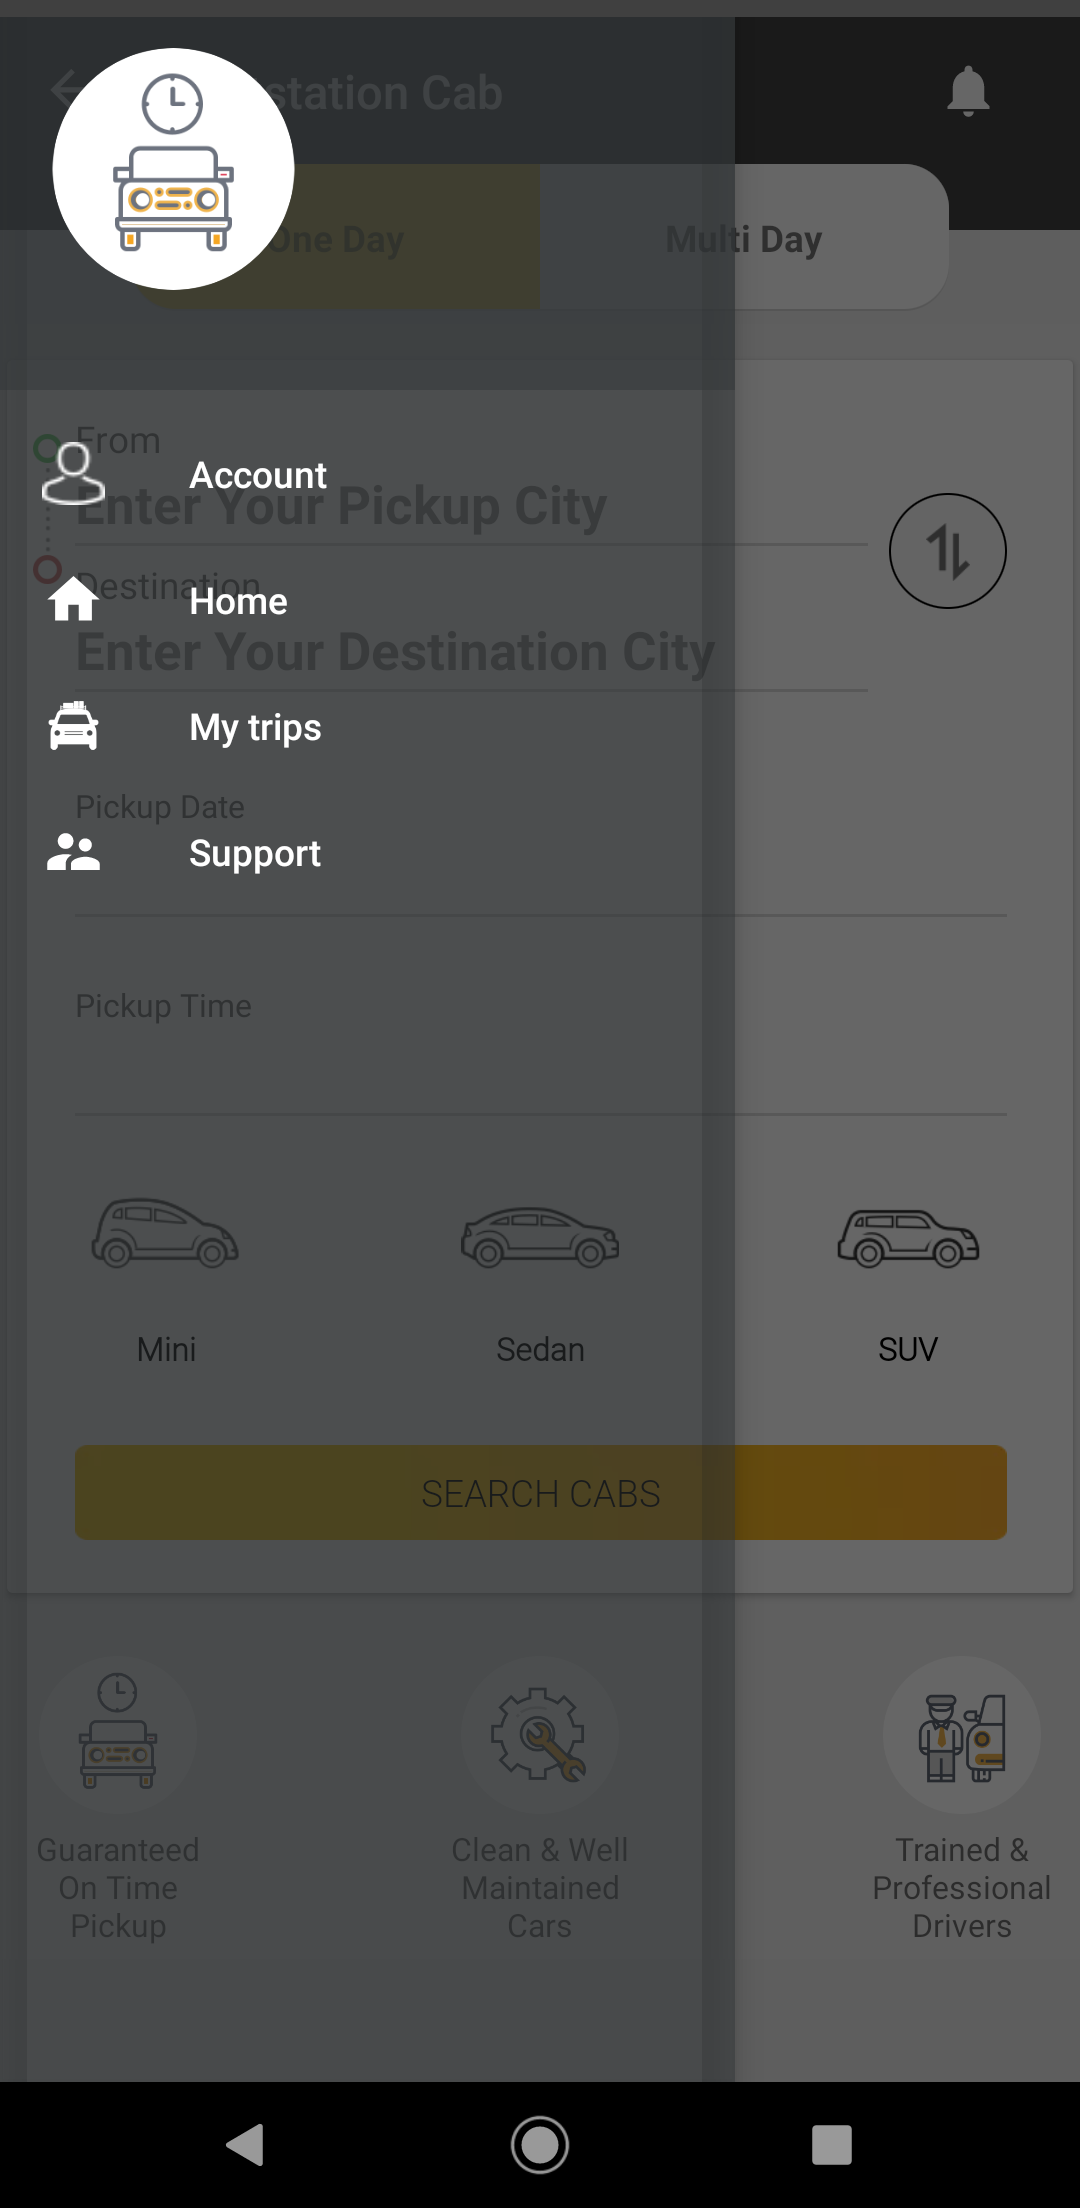 station Cab
One Day
Multi Day
From
Account
Enter Your Pickup City
Destination
Home
Enter Your Destination City
My trips
Pickup Date
Support
Pickup Time
Mini
Sedan
SUV
SEARCH CABS
Guaranteed
On Time
Pickup
Clean & Well
Maintained
Cars
Trained &
Professional
Drivers